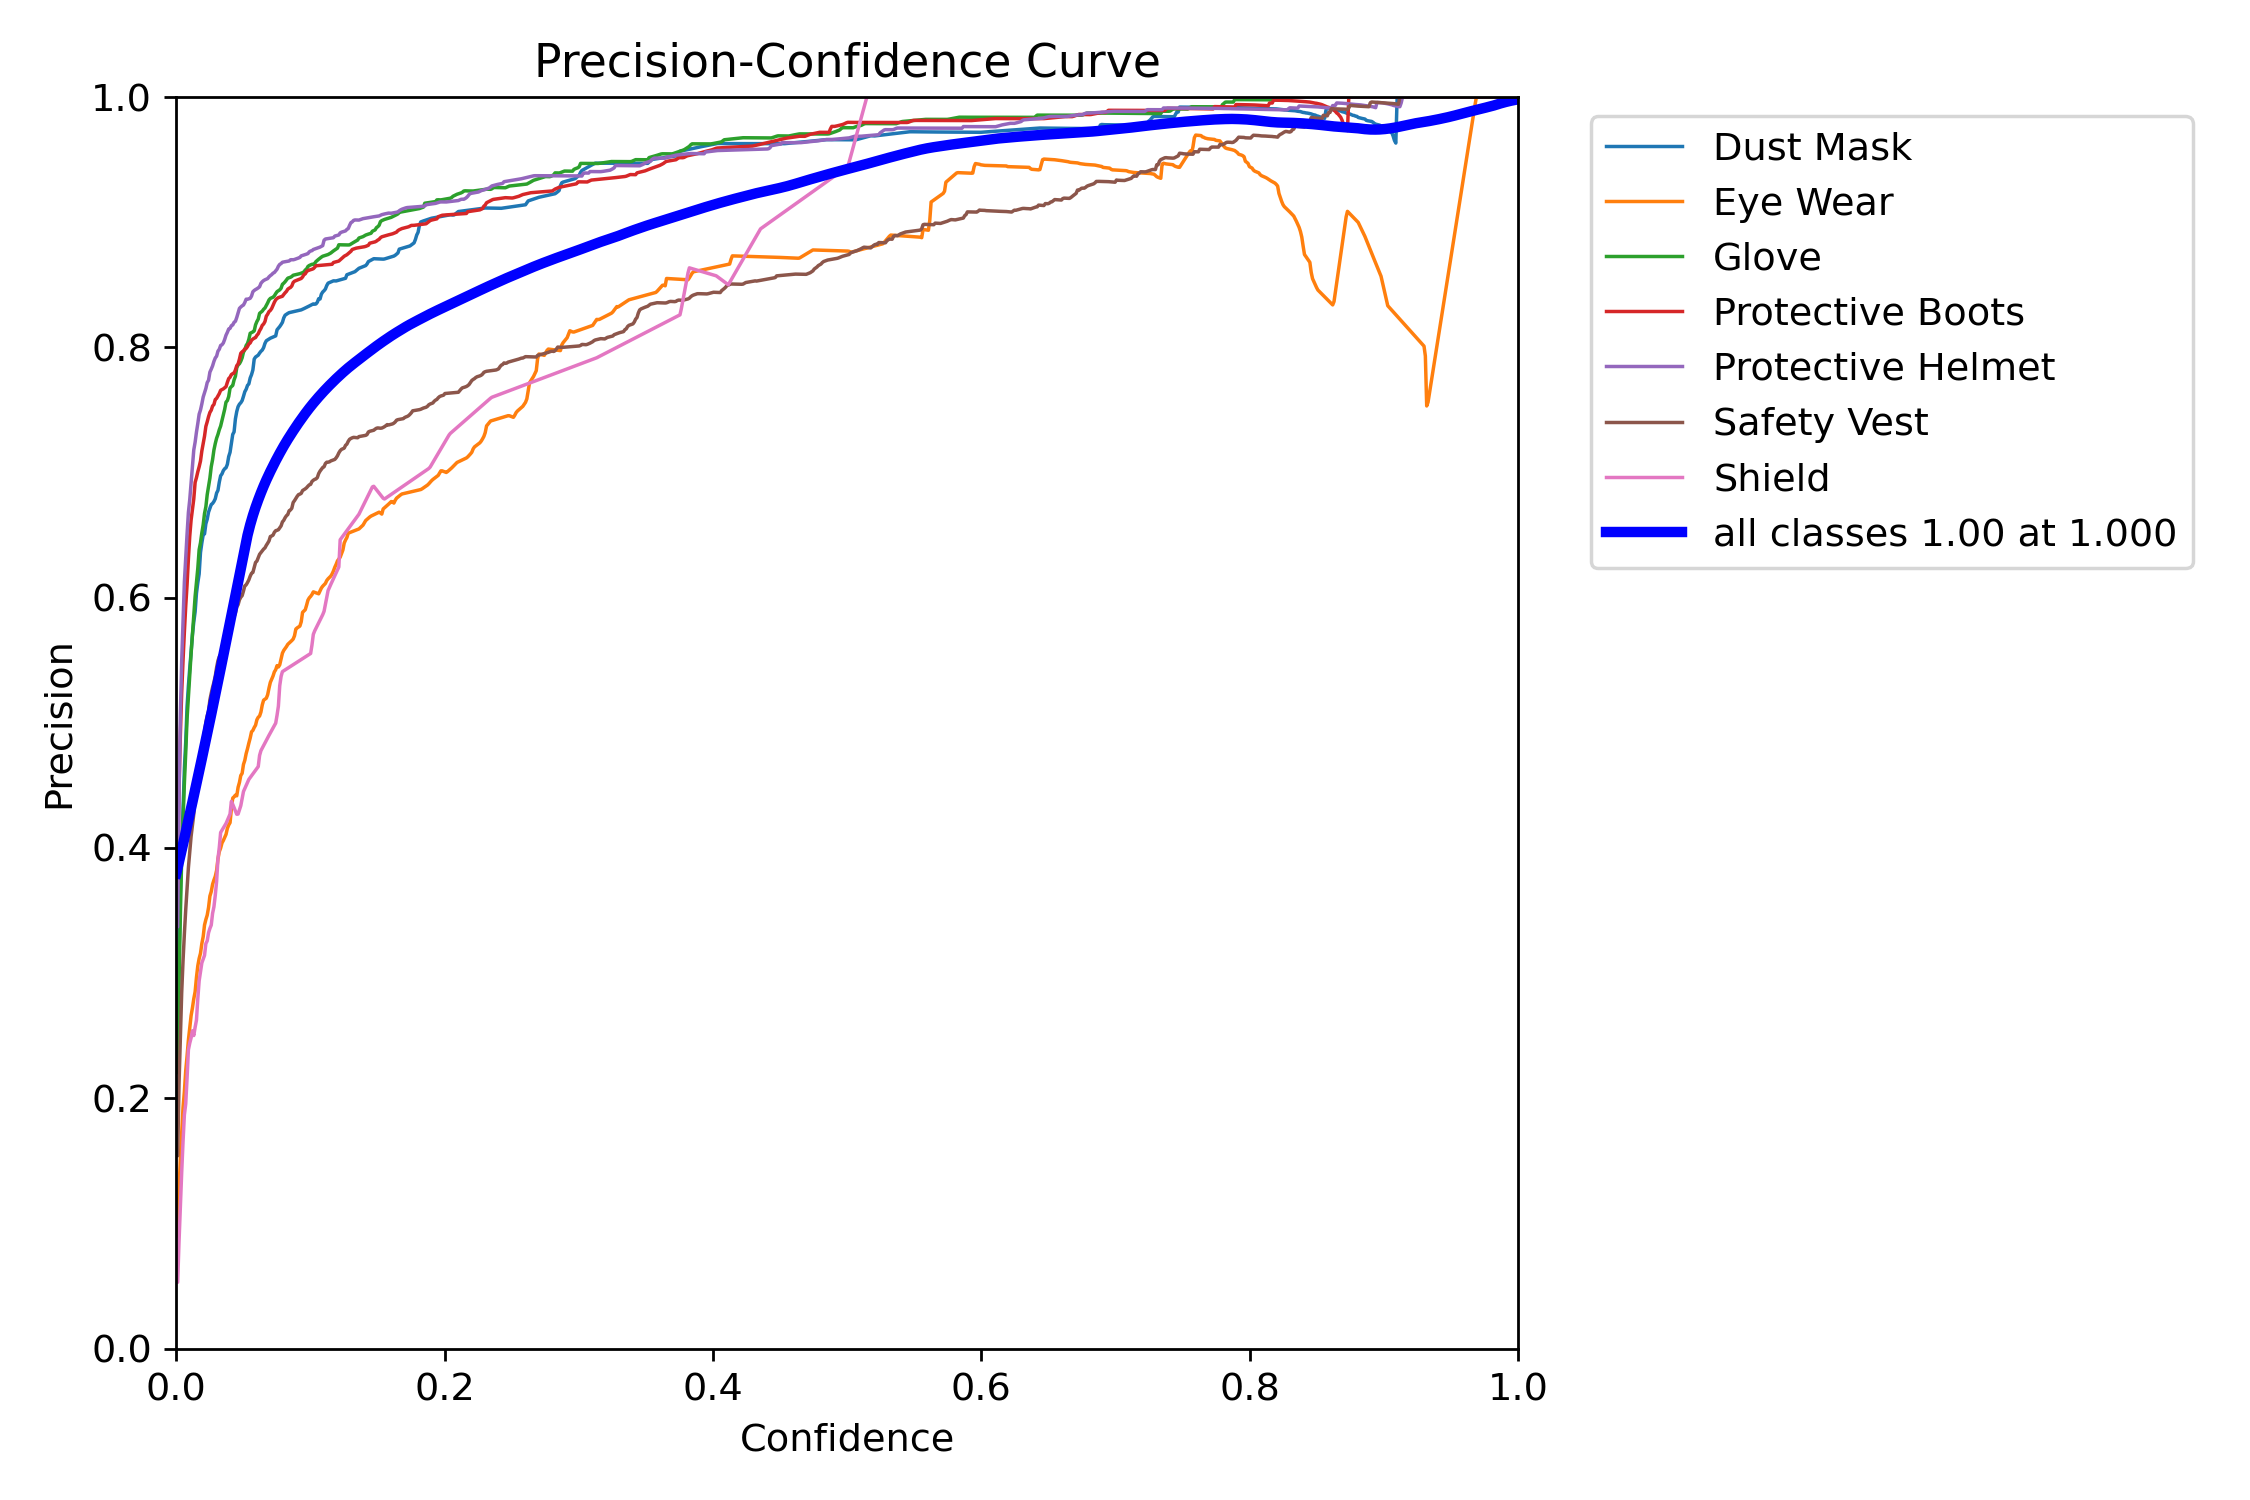 Precision-Confidence Curve
1.0
0.8
0.6
0.4
0.2
0.0
Precision
0.0 0.2 0.4 0.6 0.8 1.0
Confidence
Dust Mask
Eye Wear
Glove
Protective Boots
Protective Helmet
Safety Vest
Shield
all classes 1.00 at 1.000